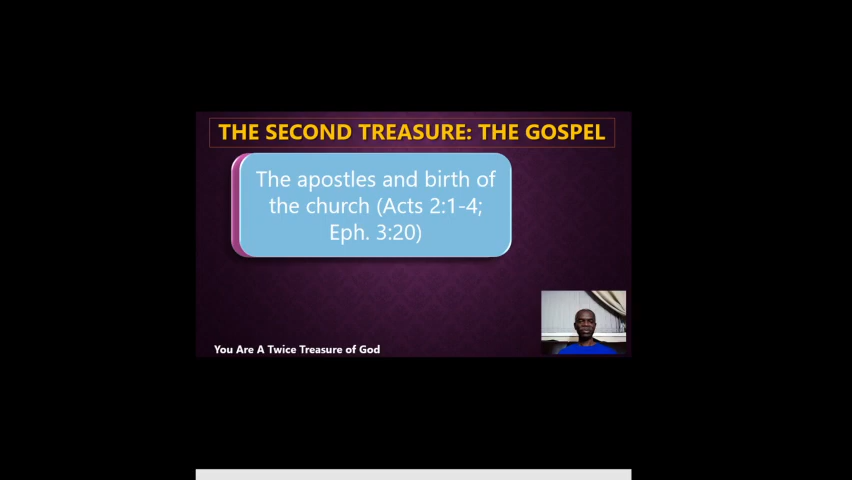 THE SECOND TREASURE: THE GOSPEL
The apostles and birth of
the church (Acts 2:1-4;
Eph. 3:20)
You Are A Twice Treasure of God